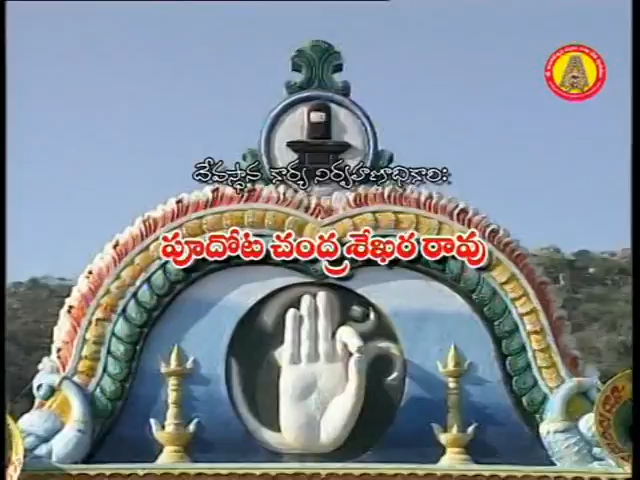 దేవస్థాన కార్య నిర్వహణాధికారి:
పూదోట చంద్ర శేఖర రావు